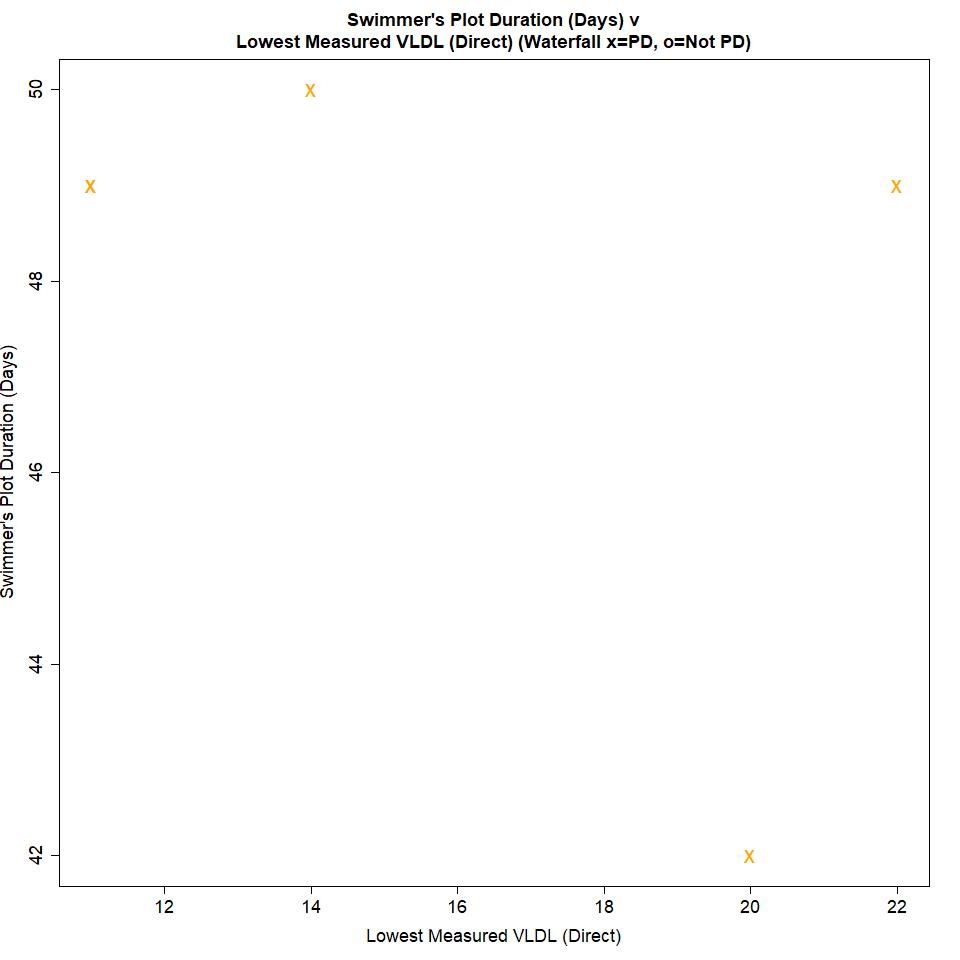 Swimmer's Plot Duration (Days) v
Lowest Measured VLDL (Direct) (Waterfall x=PD, o=Not PD)
Swimmer's Plot Duration (Days)
50
48
46
44
42
X
X
X
X
12
14
16
18
20
22
Lowest Measured VLDL (Direct)